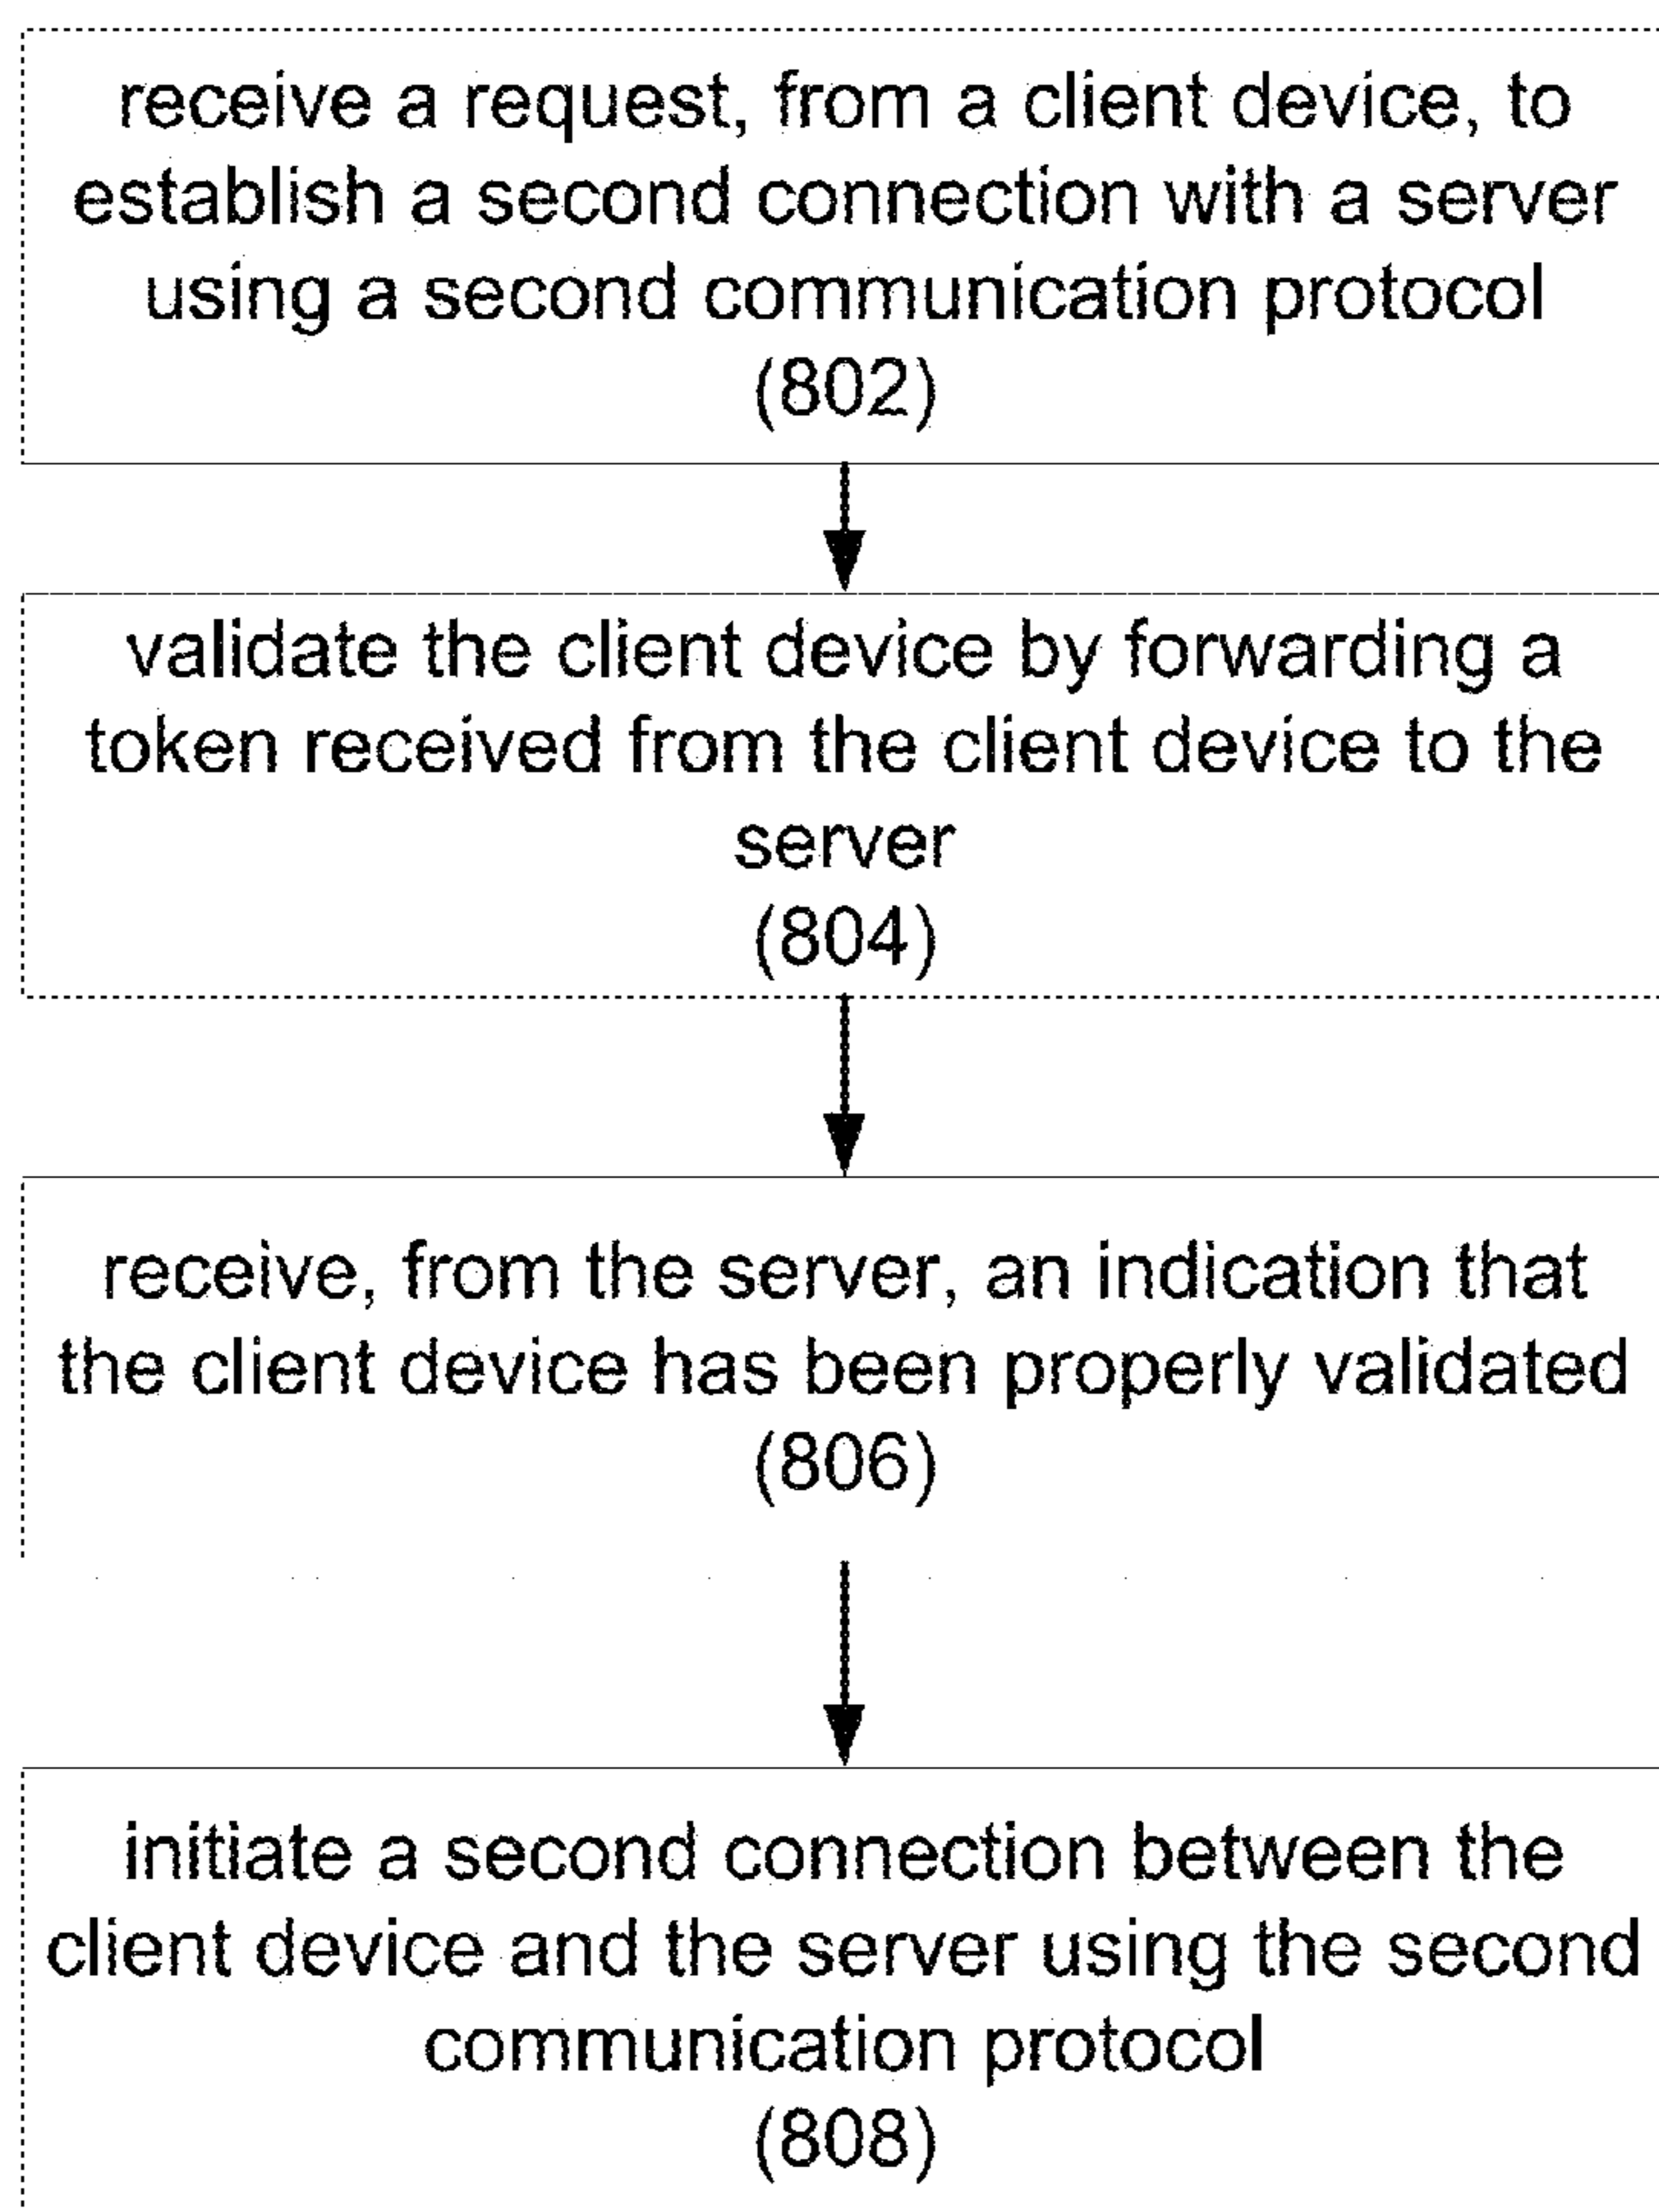 receive a request, from a client device, to
establish a second connection with a server
using a second communication protocol
(802)
validate the client device by forwarding a
token received from the client device to the
server
(804)
receive, from the server, an indication that
the client device has been properly validated
(806)
initiate a second connection between the
client device and the server using the second
communication protocol
(808)